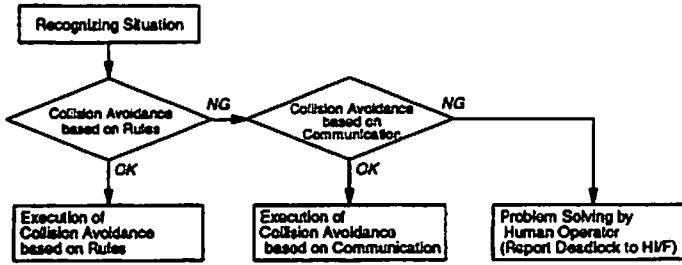 Recognizing Situation
Collision Avoidance
based on Rules
NG
Collision Avoidance
based on
Communication
NG
OK
OK
Execution of
Collision Avoidance
based on Rules
Execution of
Collision Avoidance
based on Communication
Problem Solving by
Human Operator
(Report Deadlock to HI/F)